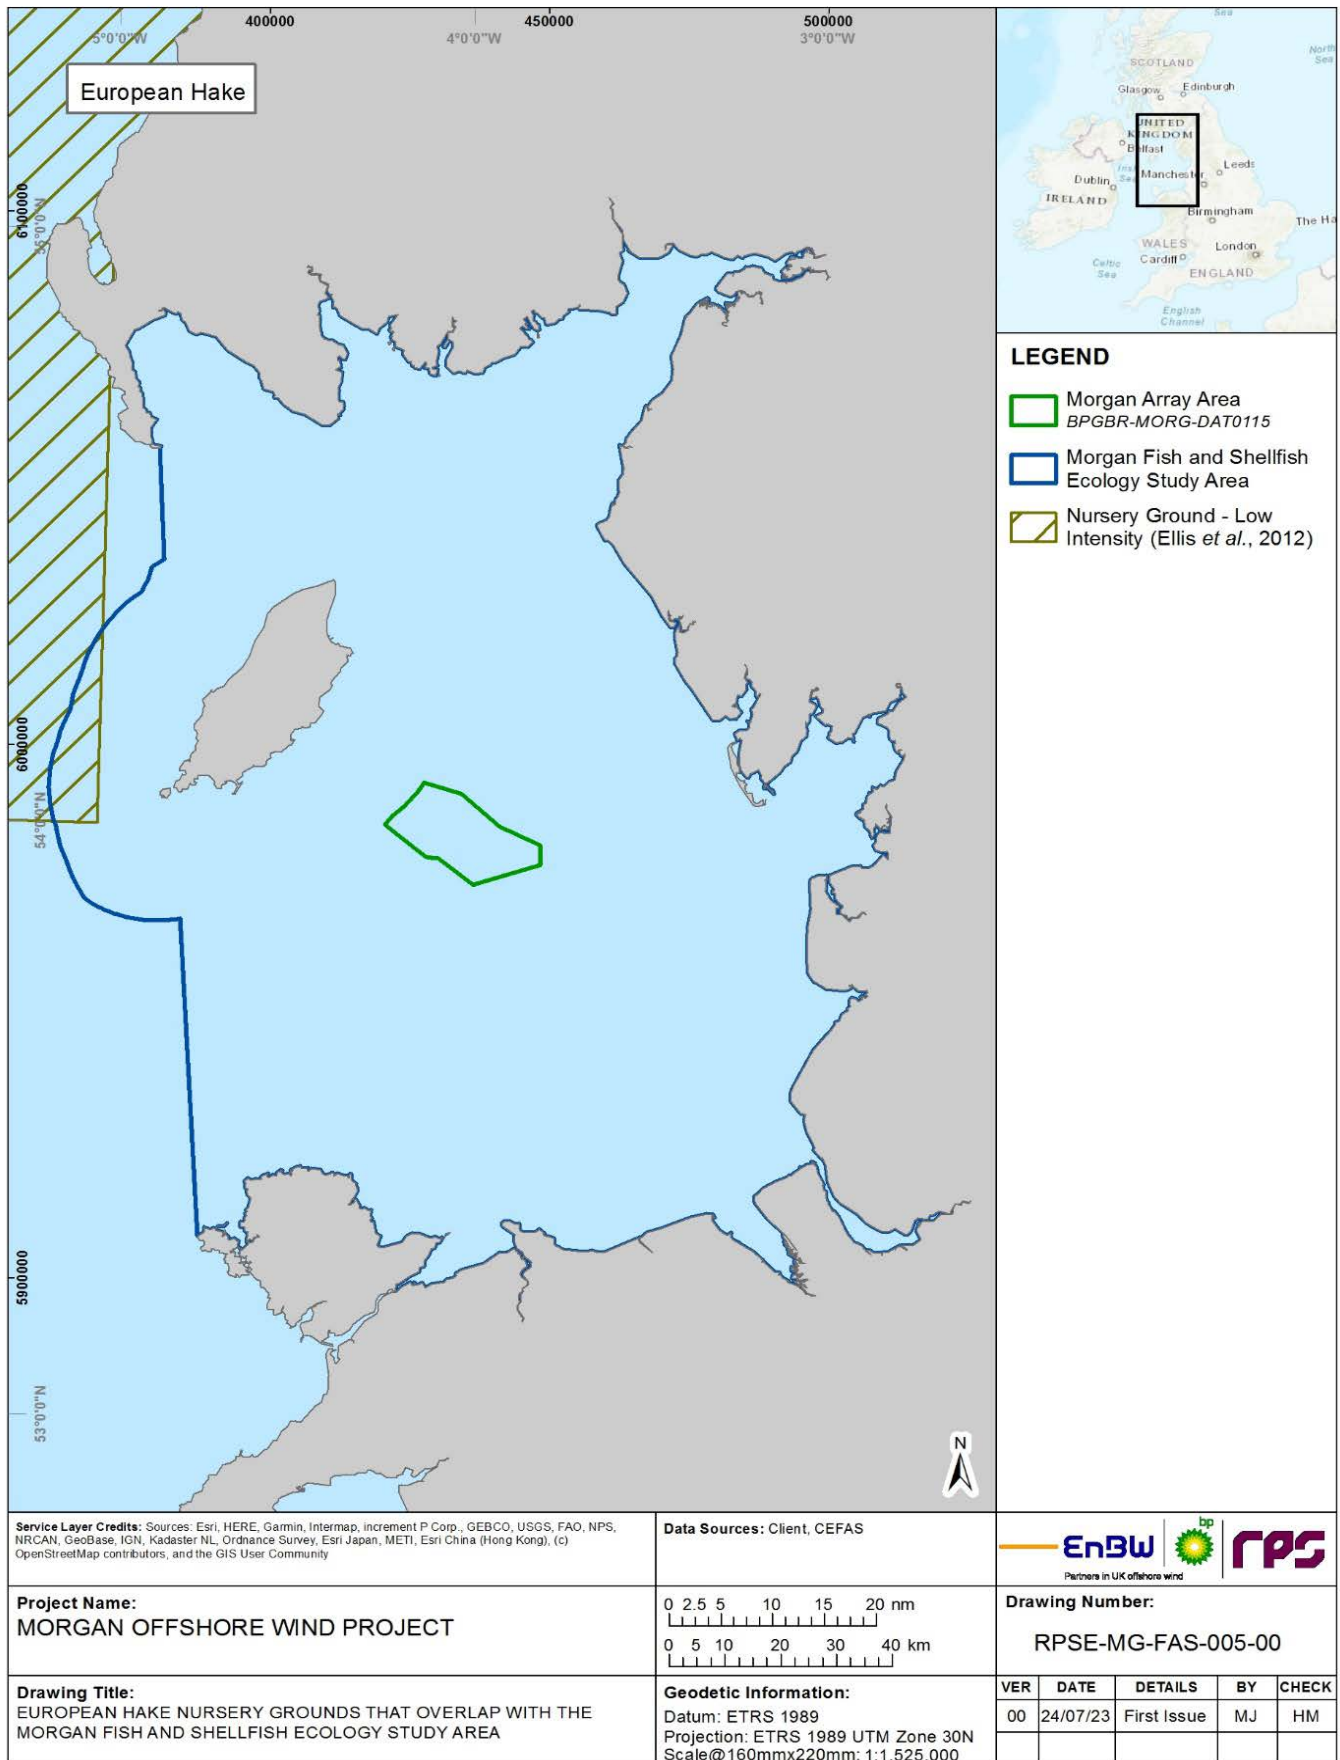 400000
450000
500000
5°0'0"W
4°0'0"W
3°0'0"W
European Hake
6100000
55°0'0"N
6000000
54°0'0"N
5900000
53°0'0"N
N
Sea
North
Sea
SCOTLAND
Glasgow
Edinburgh
UNITED
KINGDOM
Belfast
Irish
Sea
Leeds
Dublin
Manchester
IRELAND
Birmingham
The Ha
WALES
London
Cardiff
Celtic
Sea
ENGLAND
English
Channel
LEGEND
Morgan Array Area
BPGBR-MORG-DAT0115
Morgan Fish and Shellfish
Ecology Study Area
Nursery Ground - Low
Intensity (Ellis et al., 2012)
Service Layer Credits: Sources: Esri, HERE, Garmin, Intermap, increment P Corp., GEBCO, USGS, FAO, NPS,
NRCAN, GeoBase, IGN, Kadaster NL, Ordnance Survey, Esri Japan, METI, Esri China (Hong Kong), (c)
OpenStreetMap contributors, and the GIS User Community
Data Sources: Client, CEFAS
EnBW
bp
rps
Partners in UK offshore wind
Project Name:
MORGAN OFFSHORE WIND PROJECT
0 2.5 5 10 15 20 nm
0 5 10 20 30 40 km
Drawing Number:
RPSE-MG-FAS-005-00
Drawing Title:
EUROPEAN HAKE NURSERY GROUNDS THAT OVERLAP WITH THE
MORGAN FISH AND SHELLFISH ECOLOGY STUDY AREA
Geodetic Information:
Datum: ETRS 1989
Projection: ETRS 1989 UTM Zone 30N
Scale@160mmx220mm: 1:1,525,000
VER DATE DETAILS BY CHECK
00 24/07/23 First Issue MJ HM